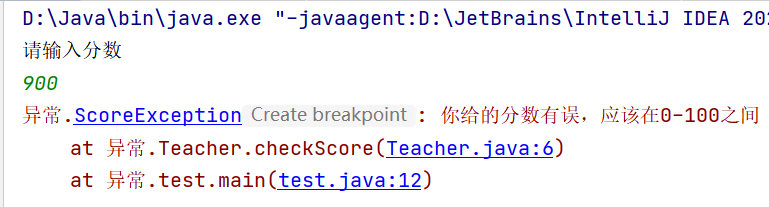 D:\Java\bin\java.exe "-javaagent:D:\JetBrains\IntelliJ IDEA
请输入分数
900
异常.ScoreException Create breakpoint : 你给的分数有误，应该在0-100之间
at 异常.Teacher.checkScore(Teacher.java:6)
at 异常.test.main(test.java:12)